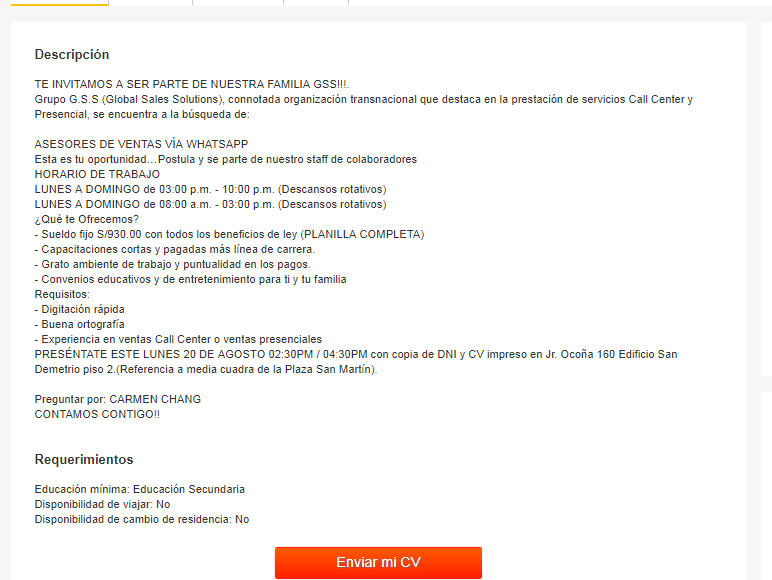 Descripción
TE INVITAMOS A SER PARTE DE NUESTRA FAMILIA GSS!!!.
Grupo G.S.S (Global Sales Solutions), connotada organización transnacional que destaca en la prestación de servicios Call Center y
Presencial, se encuentra a la búsqueda de:
ASESORES DE VENTAS VÍA WHATSAPP
Esta es tu oportunidad...Postula y se parte de nuestro staff de colaboradores
HORARIO DE TRABAJO
LUNES A DOMINGO de 03:00 p.m. - 10:00 p.m. (Descansos rotativos)
LUNES A DOMINGO de 08:00 a.m. - 03:00 p.m. (Descansos rotativos)
¿Qué te Ofrecemos?
- Sueldo fijo S/930.00 con todos los beneficios de ley (PLANILLA COMPLETA)
- Capacitaciones cortas y pagadas más línea de carrera.
- Grato ambiente de trabajo y puntualidad en los pagos.
- Convenios educativos y de entretenimiento para ti y tu familia
Requisitos:
- Digitación rápida
- Buena ortografía
- Experiencia en ventas Call Center o ventas presenciales
PRESÉNTATE ESTE LUNES 20 DE AGOSTO 02:30PM / 04:30PM con copia de DNI y CV impreso en Jr. Ocoña 160 Edificio San
Demetrio piso 2.(Referencia a media cuadra de la Plaza San Martín).
Preguntar por: CARMEN CHANG
CONTAMOS CONTIGO!!
Requerimientos
Educación mínima: Educación Secundaria
Disponibilidad de viajar: No
Disponibilidad de cambio de residencia: No
Enviar mi CV